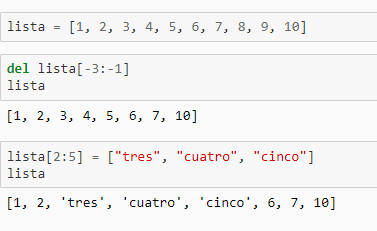 lista = [1, 2, 3, 4, 5, 6, 7, 8, 9, 10]
del lista[-3:-1]
lista
[1, 2, 3, 4, 5, 6, 7, 10]
lista[2:5] = ["tres", "cuatro", "cinco"]
lista
[1, 2, 'tres', 'cuatro', 'cinco', 6, 7, 10]